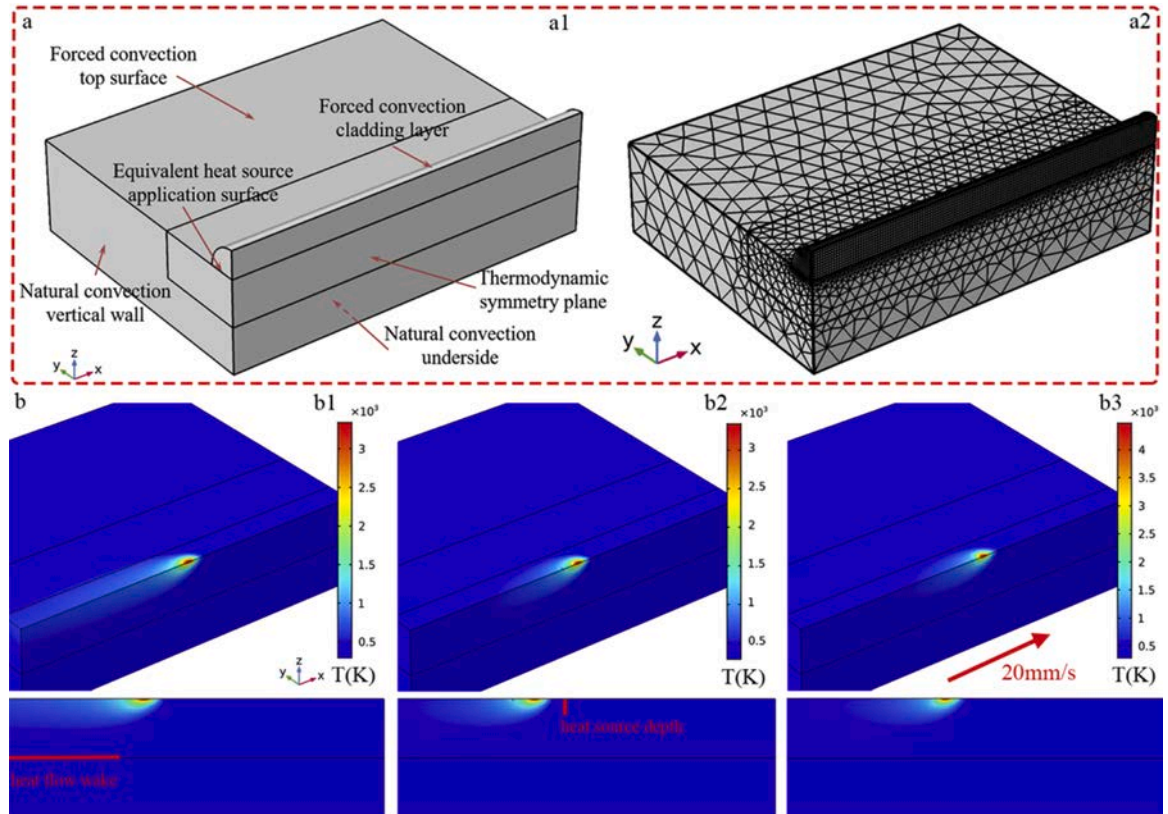 a
a1
a2
Forced convection
top surface
Forced convection
cladding layer
Equivalent heat source
application surface
Thermodynamic
symmetry plane
Natural convection
vertical wall
Natural convection
underside
z
y
x
z
y
x
b
b1
×10³
3
2.5
2
1.5
1
0.5
T(K)
z
y
x
b2
×10³
3
2.5
2
1.5
1
0.5
T(K)
b3
×10³
4
3.5
3
2.5
2
1.5
1
0.5
T(K)
20mm/s
heat flow wake
heat source depth